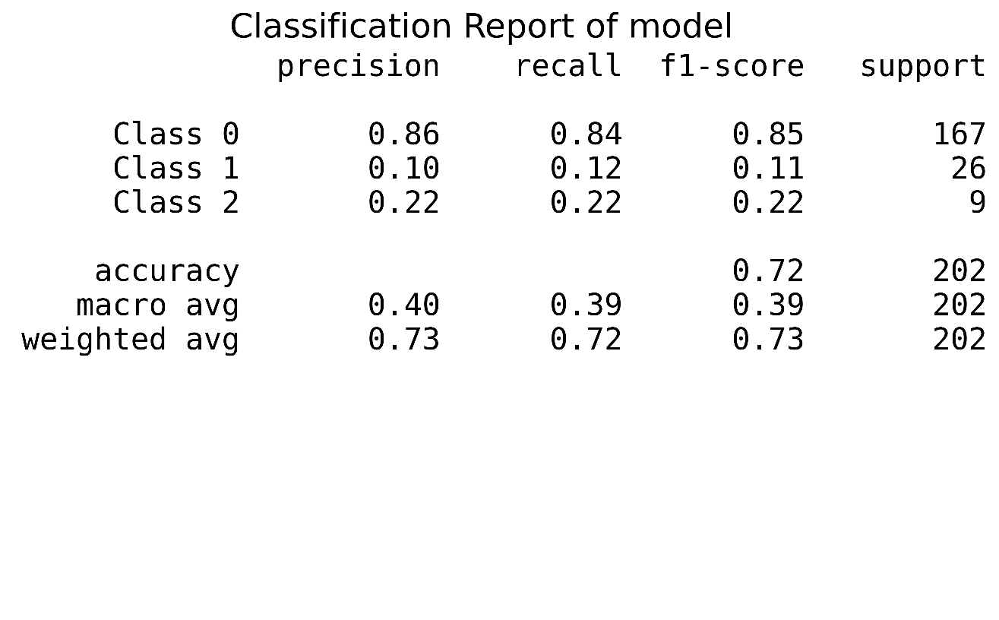 Classification Report of model
precision recall f1-score support
Class 0 0.86 0.84 0.85 167
Class 1 0.10 0.12 0.11 26
Class 2 0.22 0.22 0.22 9
accuracy 0.72 202
macro avg 0.40 0.39 0.39 202
weighted avg 0.73 0.72 0.73 202